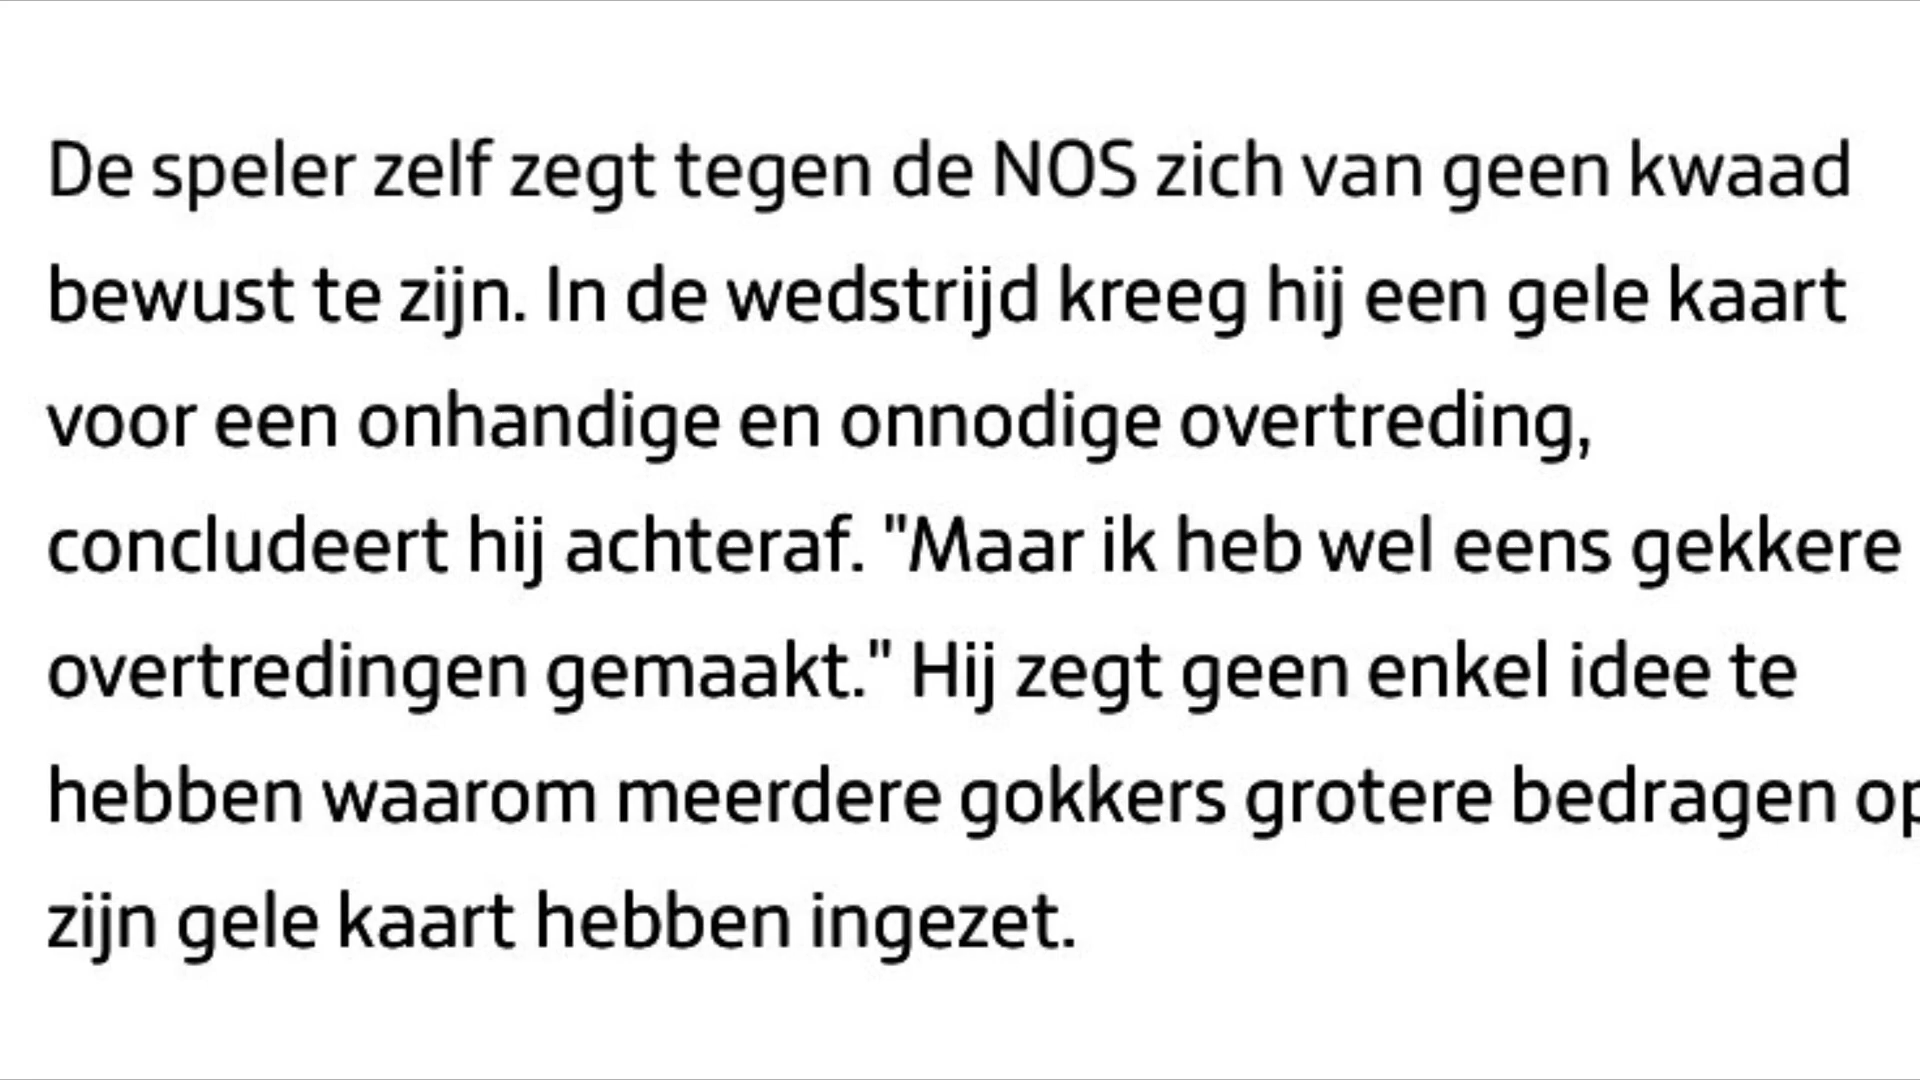 De speler zelf zegt tegen de NOS zich van geen kwaad
bewust te zijn. In de wedstrijd kreeg hij een gele kaart
voor een onhandige en onnodige overtreding,
concludeert hij achteraf. "Maar ik heb wel eens gekkere
overtredingen gemaakt." Hij zegt geen enkel idee te
hebben waarom meerdere gokkers grotere bedragen op
zijn gele kaart hebben ingezet.